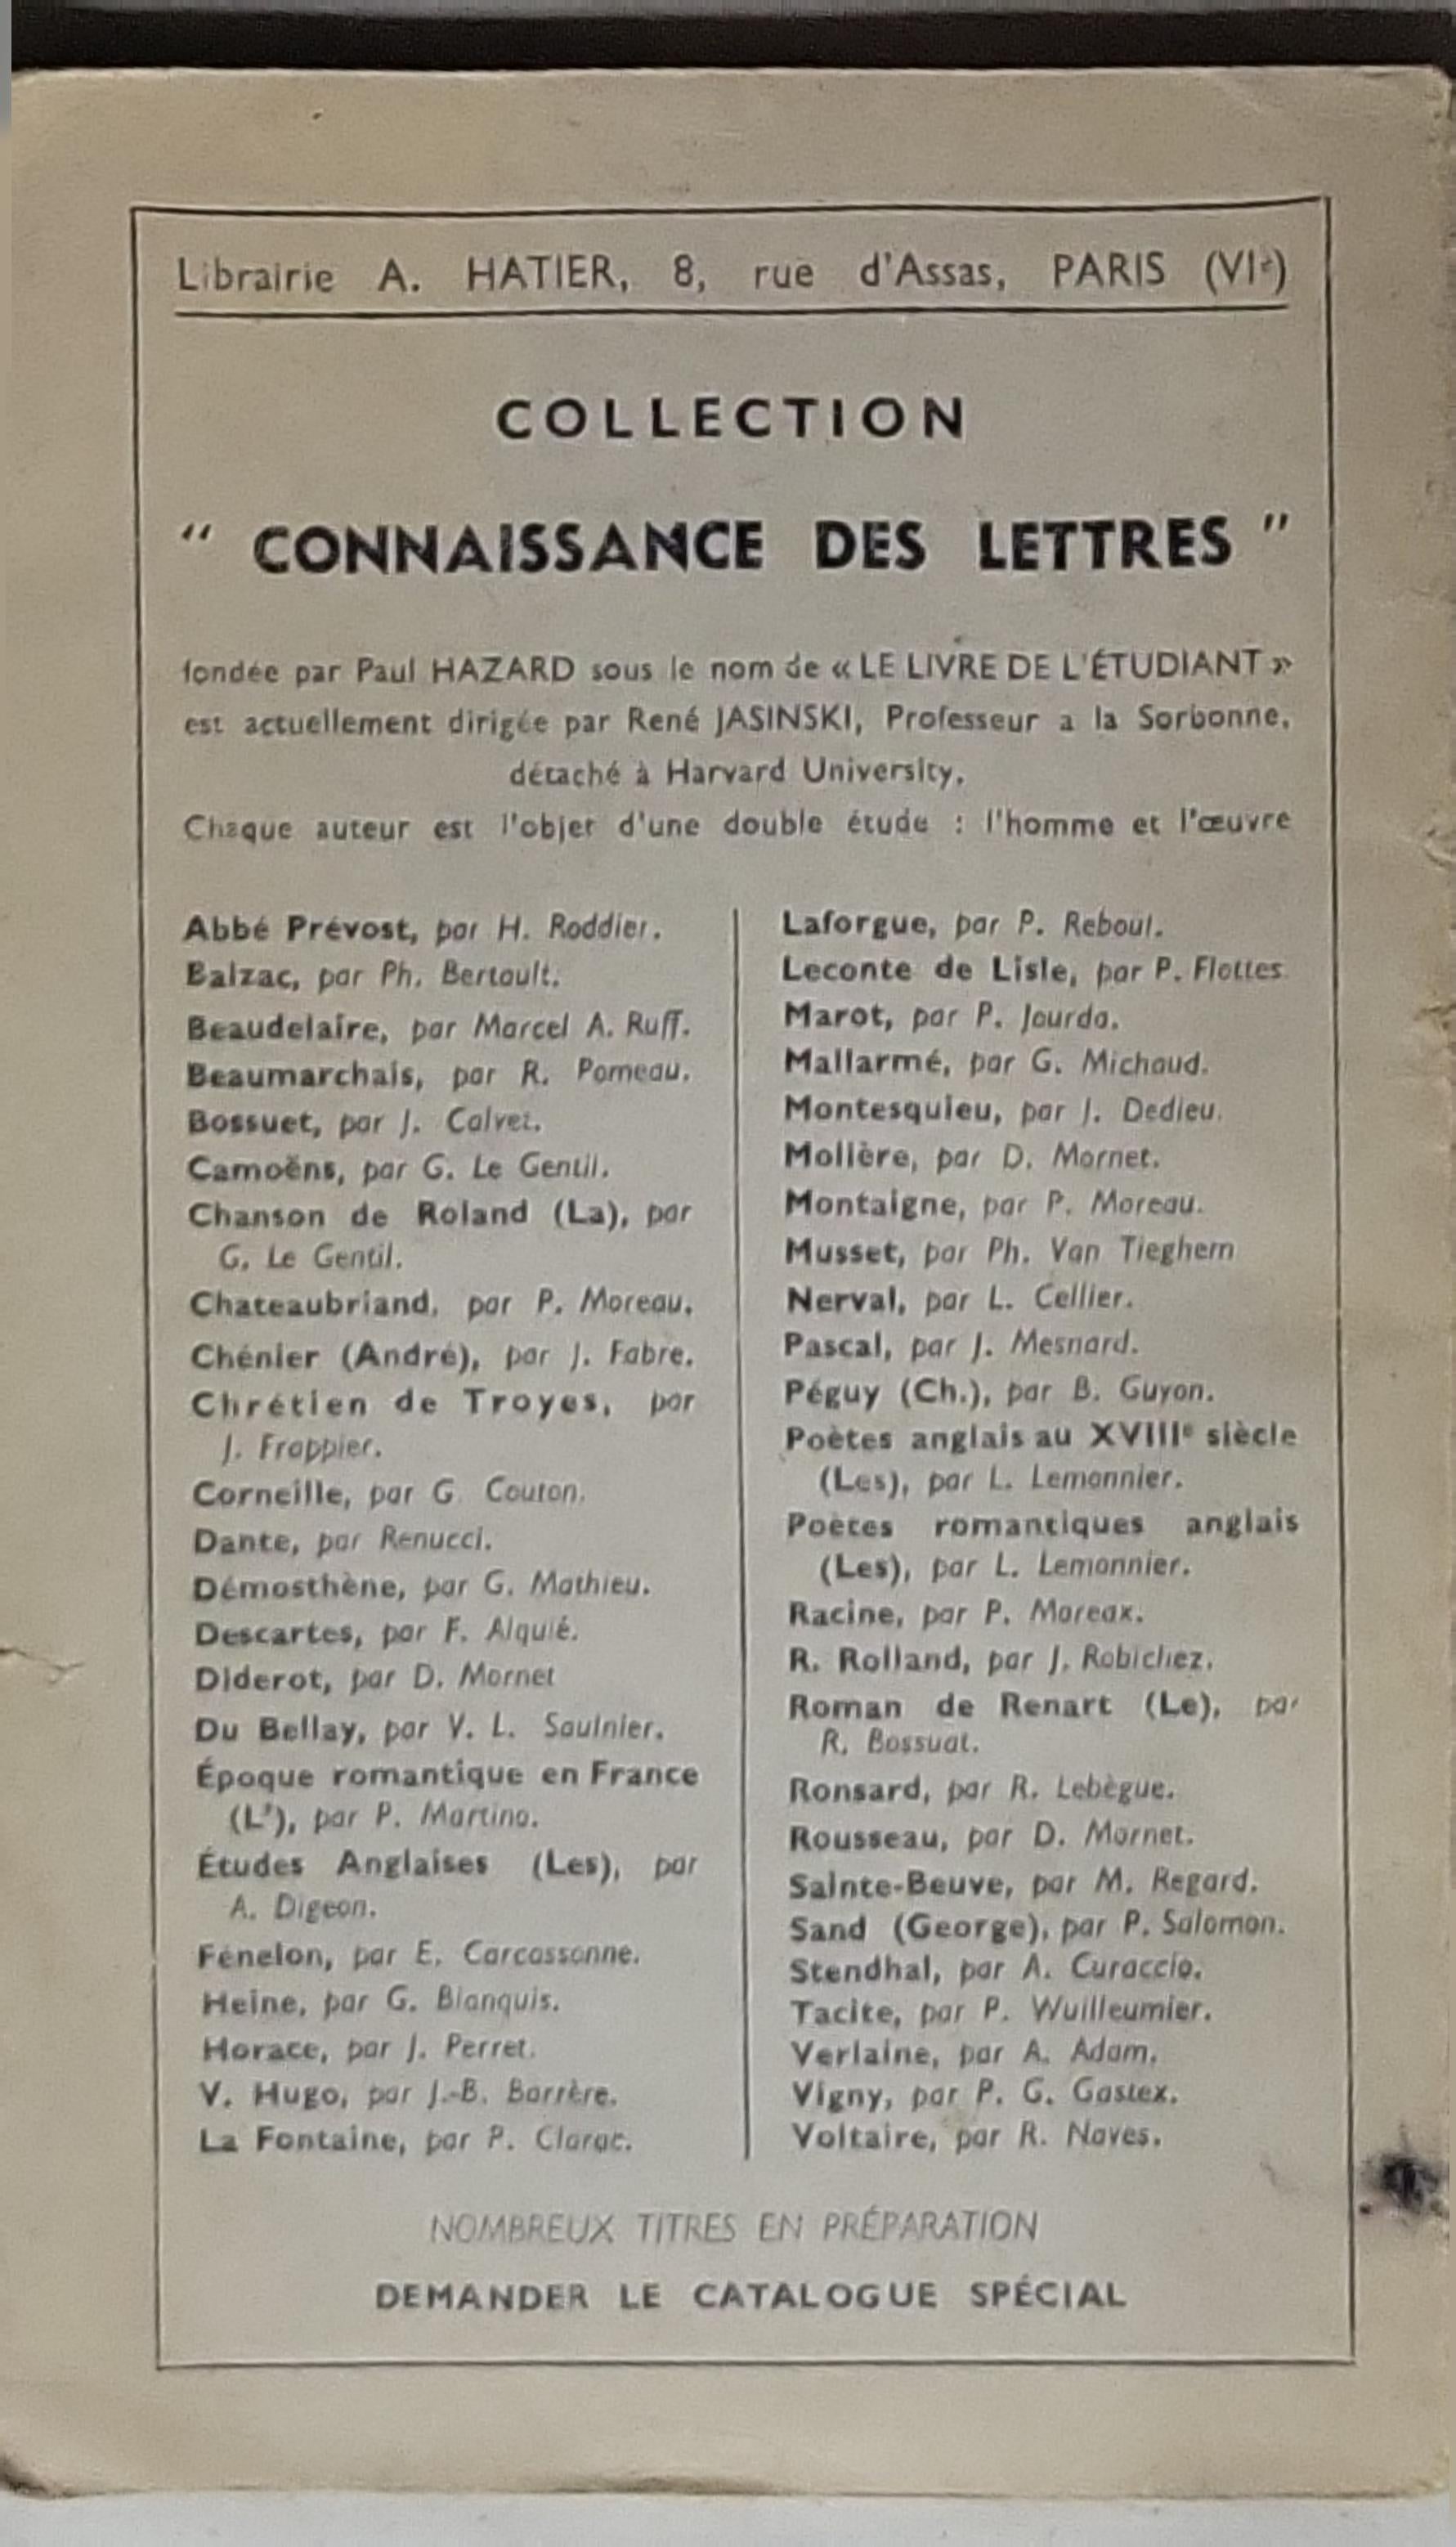 Librairie A. HATIER, 8, rue d'Assas, PARIS (VIe)
COLLECTION
" CONNAISSANCE DES LETTRES "
fondée par Paul HAZARD sous le nom de « LE LIVRE DE L'ÉTUDIANT »
est actuellement dirigée par René JASINSKI, Professeur a la Sorbonne,
détaché à Harvard University.
Chaque auteur est l'objet d'une double étude : l'homme et l'œuvre
Abbé Prévost, par H. Roddier.
Balzac, par Ph. Bertault.
Beaudelaire, par Marcel A. Ruff.
Beaumarchais, par R. Pomeau.
Bossuet, par J. Calvet.
Camoëns, par G. Le Gentil.
Chanson de Roland (La), par
G. Le Gentil.
Chateaubriand, par P. Moreau.
Chénier (André), par J. Fabre.
Chrétien de Troyes, par
J. Frappier.
Corneille, par G. Couton.
Dante, par Renucci.
Démosthène, par G. Mathieu.
Descartes, par F. Alquié.
Diderot, par D. Mornet
Du Bellay, par V. L. Saulnier.
Époque romantique en France
(L'), par P. Martino.
Études Anglaises (Les), par
A. Digeon.
Fénelon, par E. Carcassonne.
Heine, par G. Bianquis.
Horace, par J. Perret.
V. Hugo, par J.-B. Barrère.
La Fontaine, par P. Clarac.
Laforgue, par P. Reboul.
Leconte de Lisle, par P. Flottes
Marot, par P. Jourda.
Mallarmé, par G. Michaud.
Montesquieu, par J. Dedieu.
Molière, par D. Mornet.
Montaigne, par P. Moreau.
Musset, par Ph. Van Tieghem
Nerval, par L. Cellier.
Pascal, par J. Mesnard.
Péguy (Ch.), par B. Guyon.
Poètes anglais au XVIIIe siècle
(Les), par L. Lemonnier.
Poètes romantiques anglais
(Les), par L. Lemonnier.
Racine, par P. Moreax.
R. Rolland, par J. Robichez.
Roman de Renart (Le), par
R. Bossuat.
Ronsard, par R. Lebègue.
Rousseau, par D. Mornet.
Sainte-Beuve, par M. Regard.
Sand (George), par P. Salomon.
Stendhal, par A. Curaccio.
Tacite, par P. Wuilleumier.
Verlaine, par A. Adam.
Vigny, par P. G. Gastex.
Voltaire, par R. Naves.
NOMBREUX TITRES EN PRÉPARATION
DEMANDER LE CATALOGUE SPÉCIAL